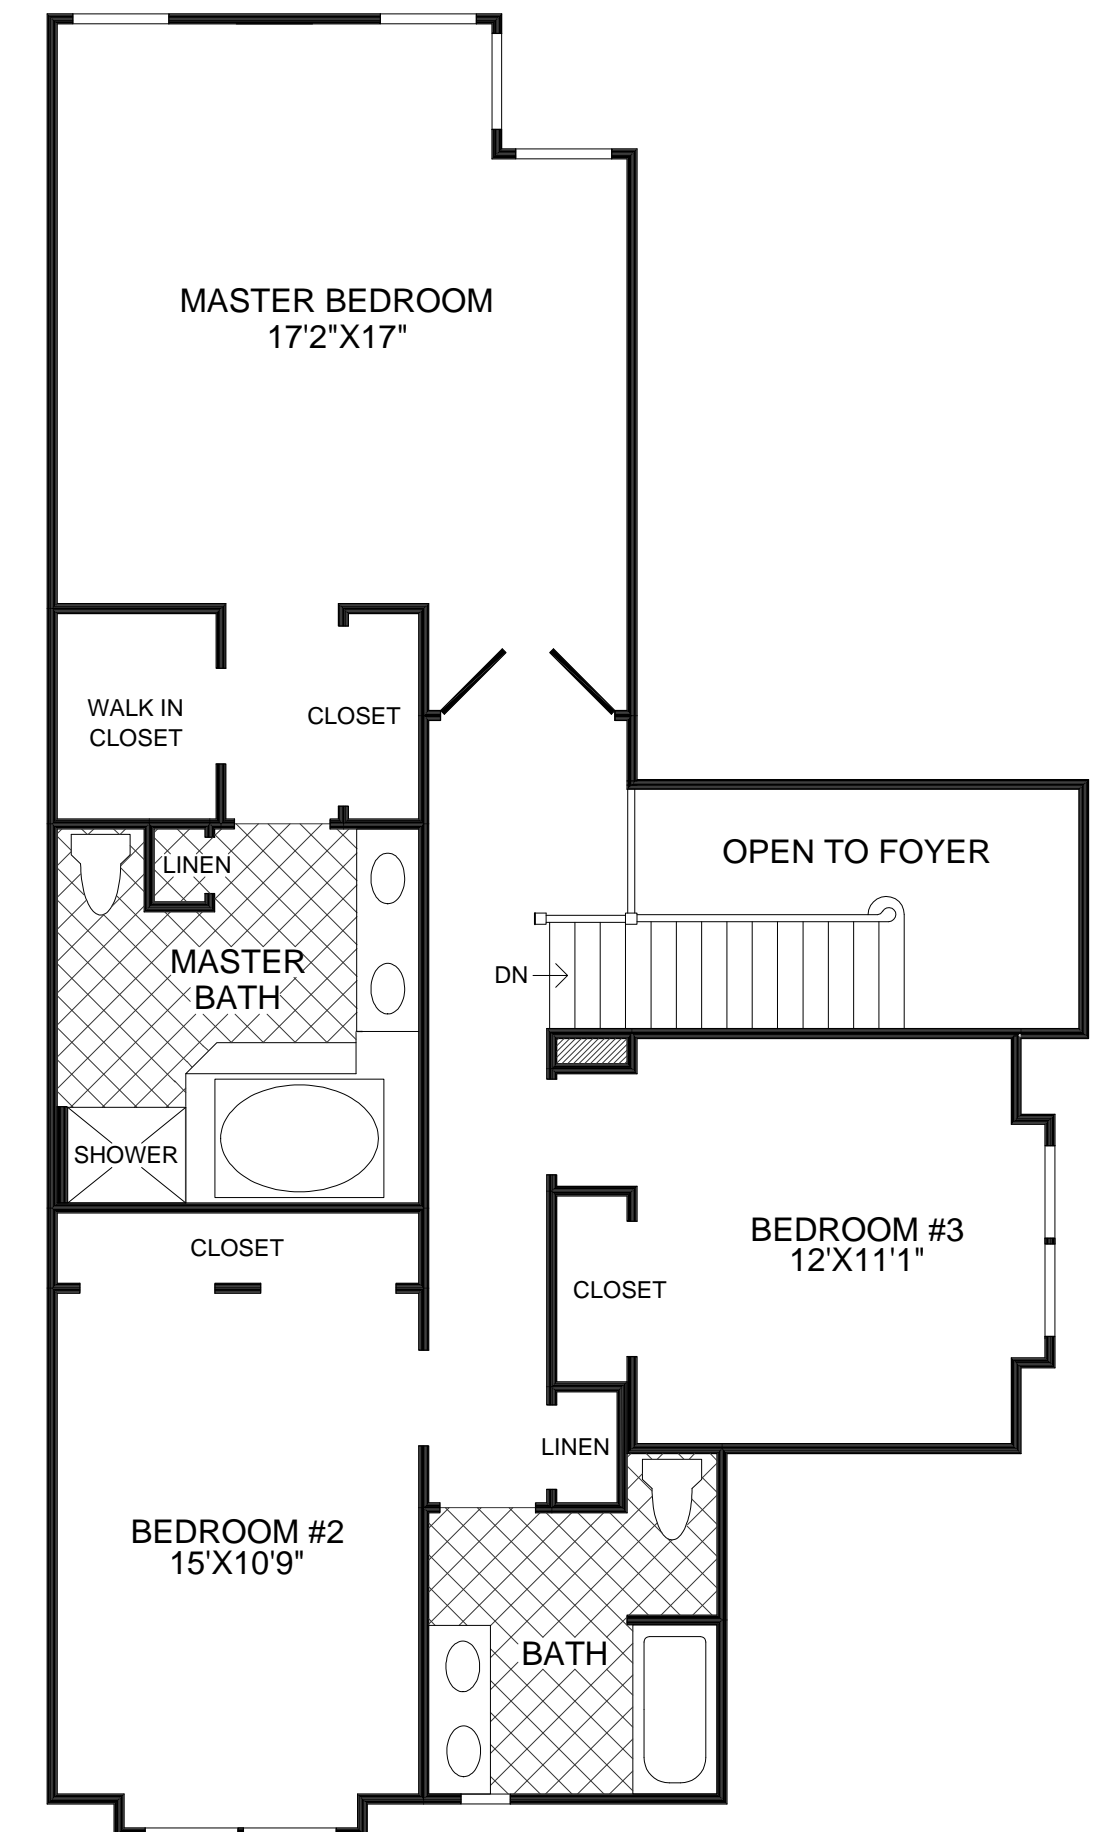 MASTER BEDROOM
17'2"X17"
WALK IN
CLOSET
CLOSET
OPEN TO FOYER
LINEN
MASTER
BATH
DN
SHOWER
CLOSET
BEDROOM #3
12'X11'1"
CLOSET
LINEN
BEDROOM #2
15'X10'9"
BATH